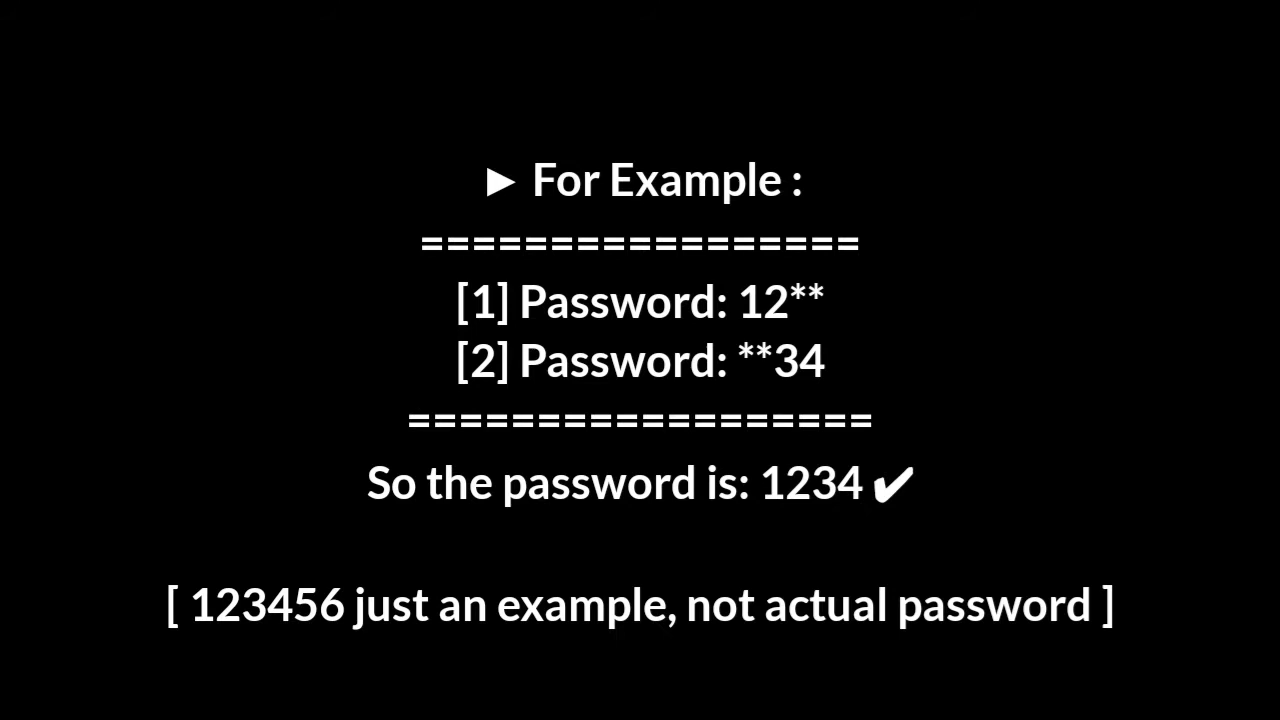 ► For Example :
=================
[1] Password: 12**
[2] Password: **34
==================
So the password is: 1234 ✔
[ 123456 just an example, not actual password ]